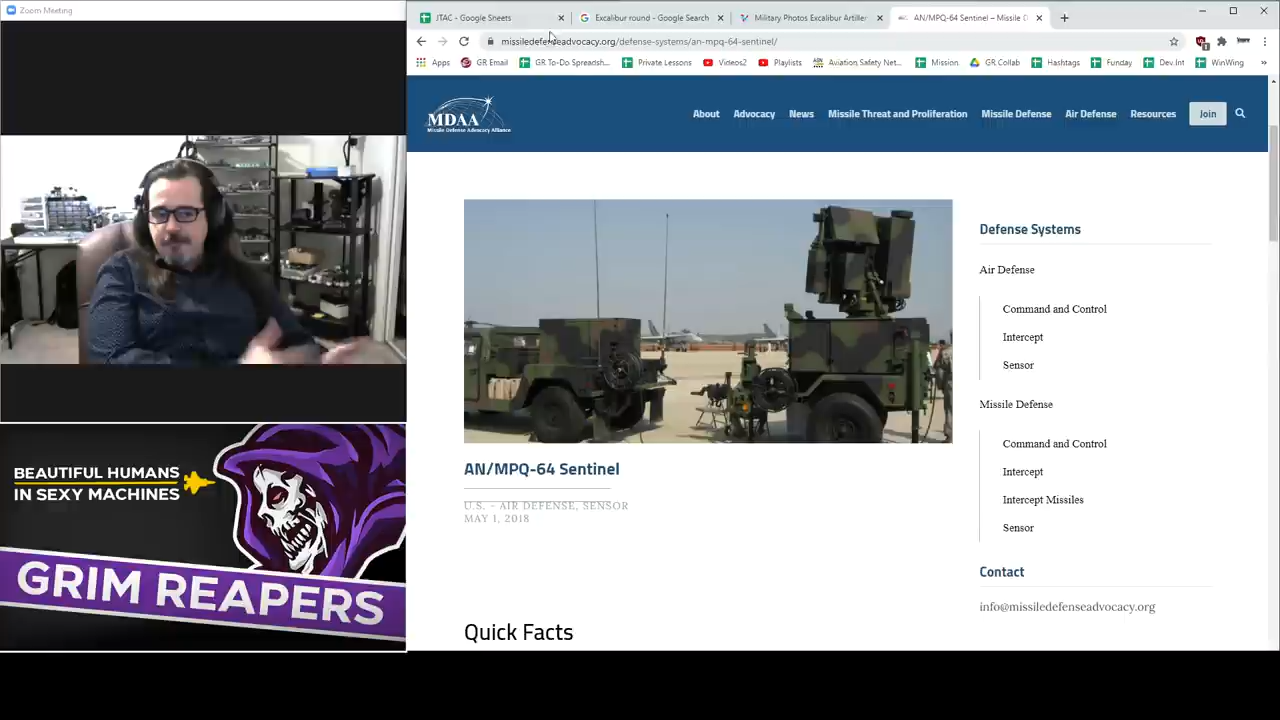 Zoom Meeting
JTAC - Google Sheets
Excalibur round - Google Search
Military Photos Excalibur Artiller
AN/MPQ-64 Sentinel – Missile D
missiledefenseadvocacy.org/defense-systems/an-mpq-64-sentinel/
Apps
GR Email
GR To-Do Spreadsh...
Private Lessons
Videos2
Playlists
Aviation Safety Net...
Mission
GR Collab
Hashtags
Funday
Dev Int
WinWing
»
MDAA
Missile Defense Advocacy Alliance
About
Advocacy
News
Missile Threat and Proliferation
Missile Defense
Air Defense
Resources
Join
AN/MPQ-64 Sentinel
U.S. – AIR DEFENSE, SENSOR
MAY 1, 2018
Quick Facts
Defense Systems
Air Defense
Command and Control
Intercept
Sensor
Missile Defense
Command and Control
Intercept
Intercept Missiles
Sensor
Contact
info@missiledefenseadvocacy.org
BEAUTIFUL HUMANS
IN SEXY MACHINES
GRIM REAPERS